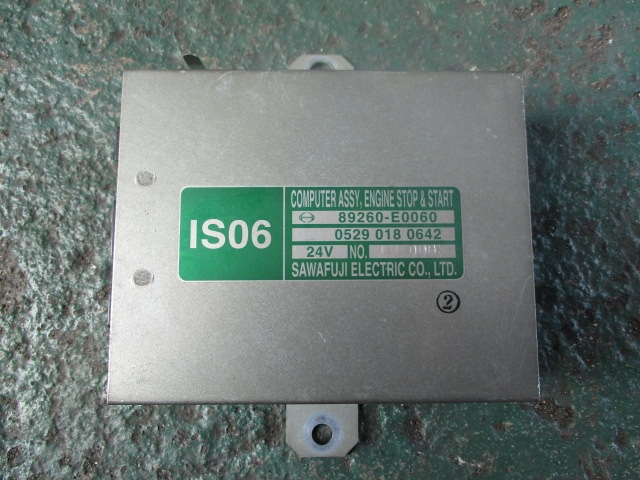 IS06
COMPUTER ASSY, ENGINE STOP & START
89260-E0060
0529 018 0642
24V NO.
SAWAFUJI ELECTRIC CO., LTD.
2